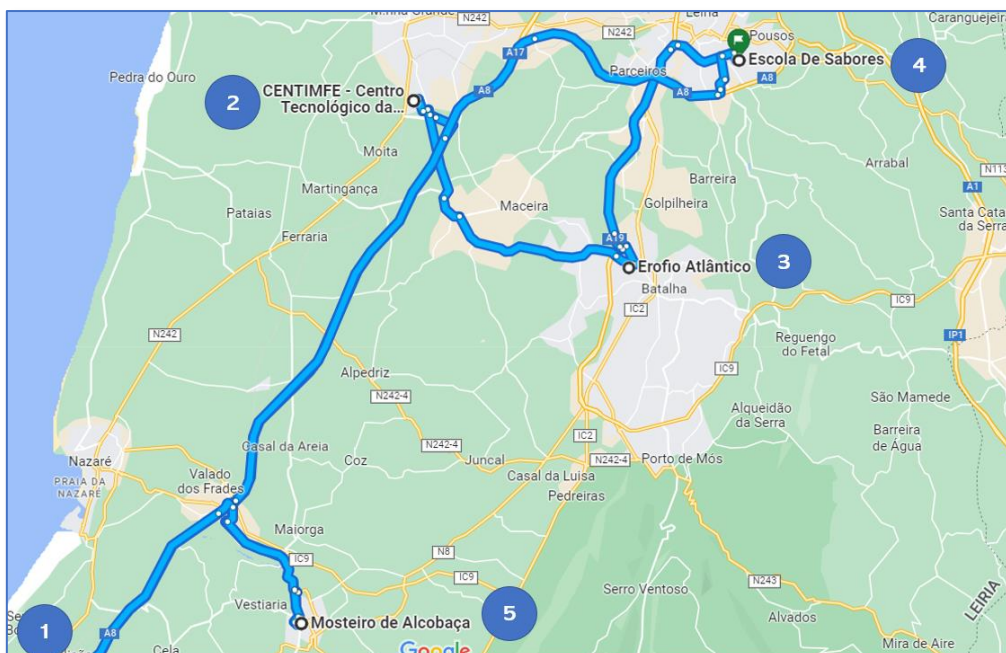 M.nha Grande
N242
Leiria
Caranguejeira
Pousos
Escola De Sabores
4
A17
N242
Parceiros
A8
A8
A8
Pedra do Ouro
2
CENTIMFE - Centro
Tecnológico da...
Moita
Martingança
Maceira
Barreira
Arrabal
N113
A1
Santa Cata
da Serra
Golpilheira
Pataias
Ferraria
A19
Erofio Atlântico
3
Batalha
IC2
IC9
N242
Reguengo
do Fetal
IP1
Alpedriz
IC9
São Mamede
N242-4
Alqueidão
da Serra
Barreira
de Água
Casal da Areia
Coz
N242-4
Juncal
IC2
N242-4
Porto de Mós
Nazaré
PRAIA DA
NAZARÉ
Valado
dos Frades
Casal da Luisa
Pedreiras
Maiorga
IC9
N8
IC9
Serro Ventoso
N243
LEIRIA
Vestiaria
Mosteiro de Alcobaça
5
Alvados
1
A8
Cela
Google
Mira de Aire